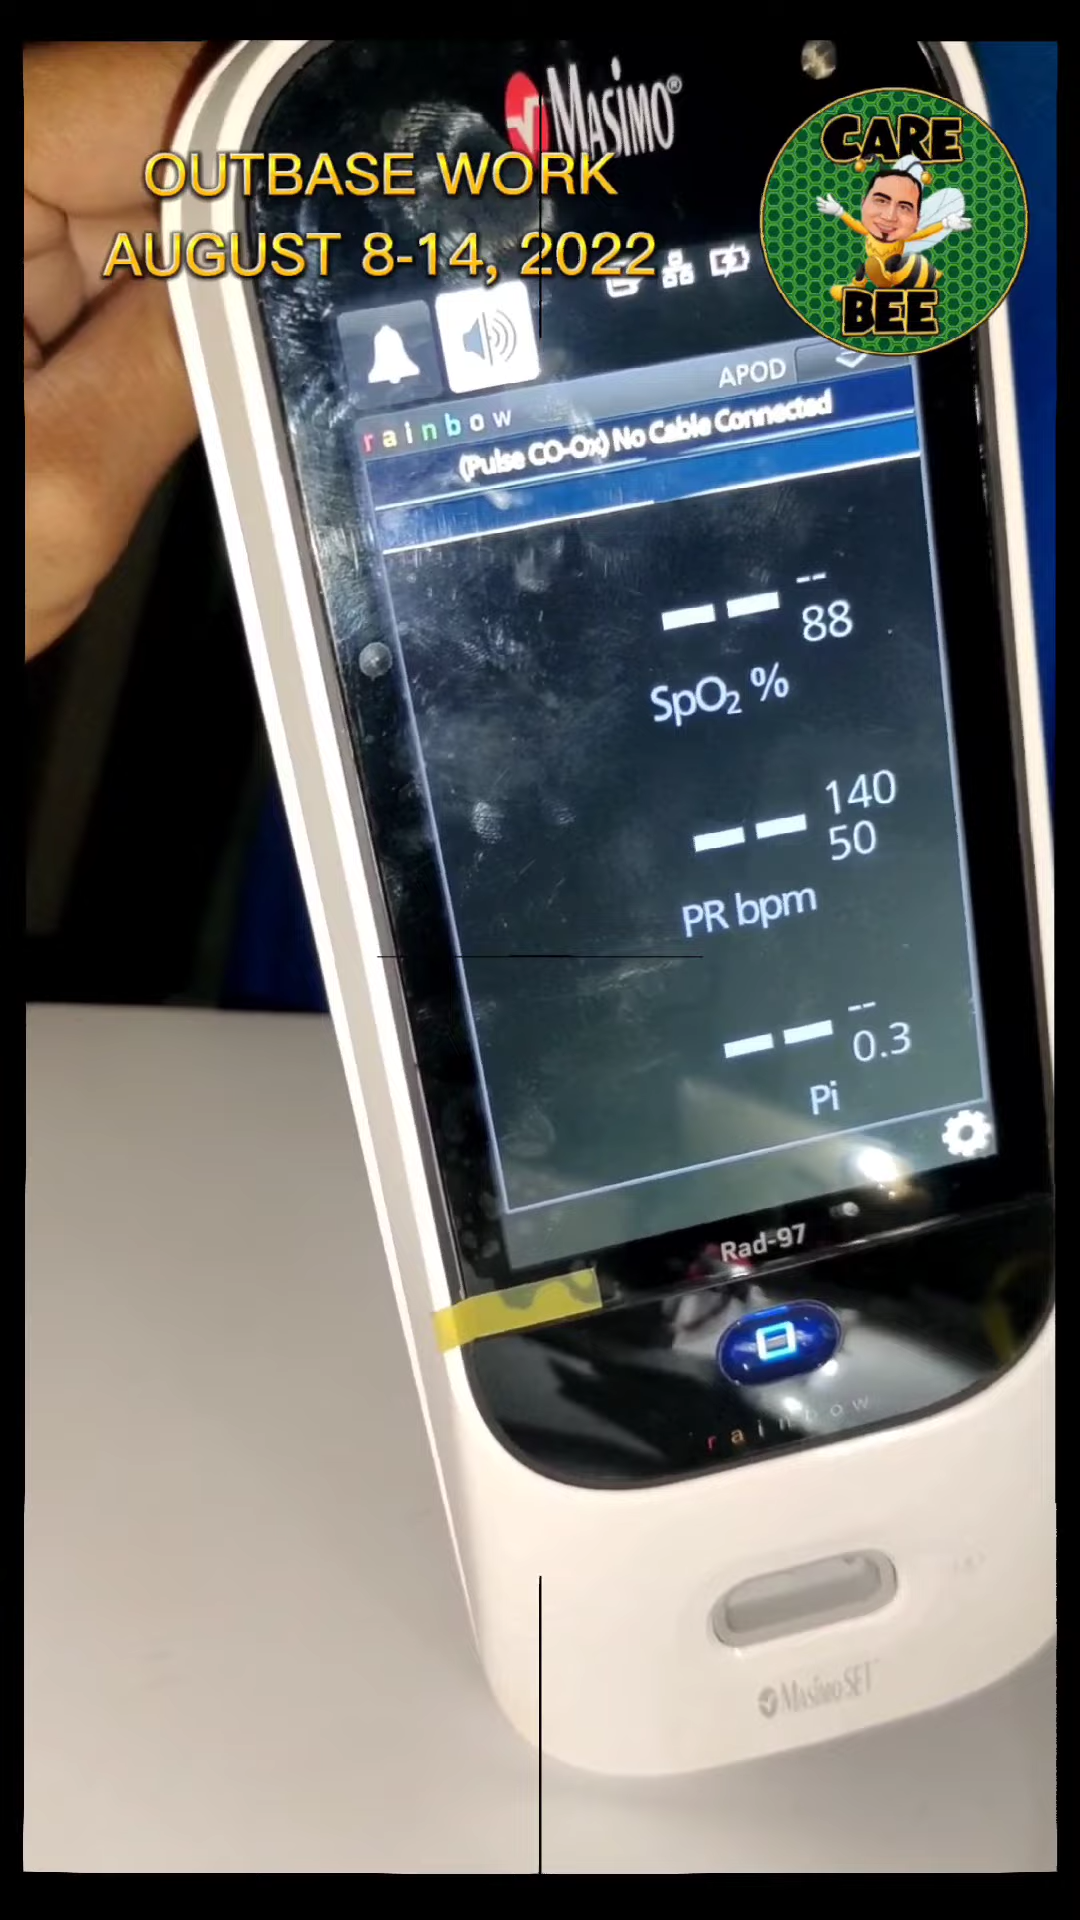 MASIMO®
CARE
BEE
OUTBASE WORK
AUGUST 8-14, 2022
APOD
rainbow
(Pulse CO-Ox) No Cable Connected
-- --
--
88
SpO₂ %
-- --
140
50
PR bpm
-- --
--
0.3
Pi
Rad-97
rainbow
MASIMO SET